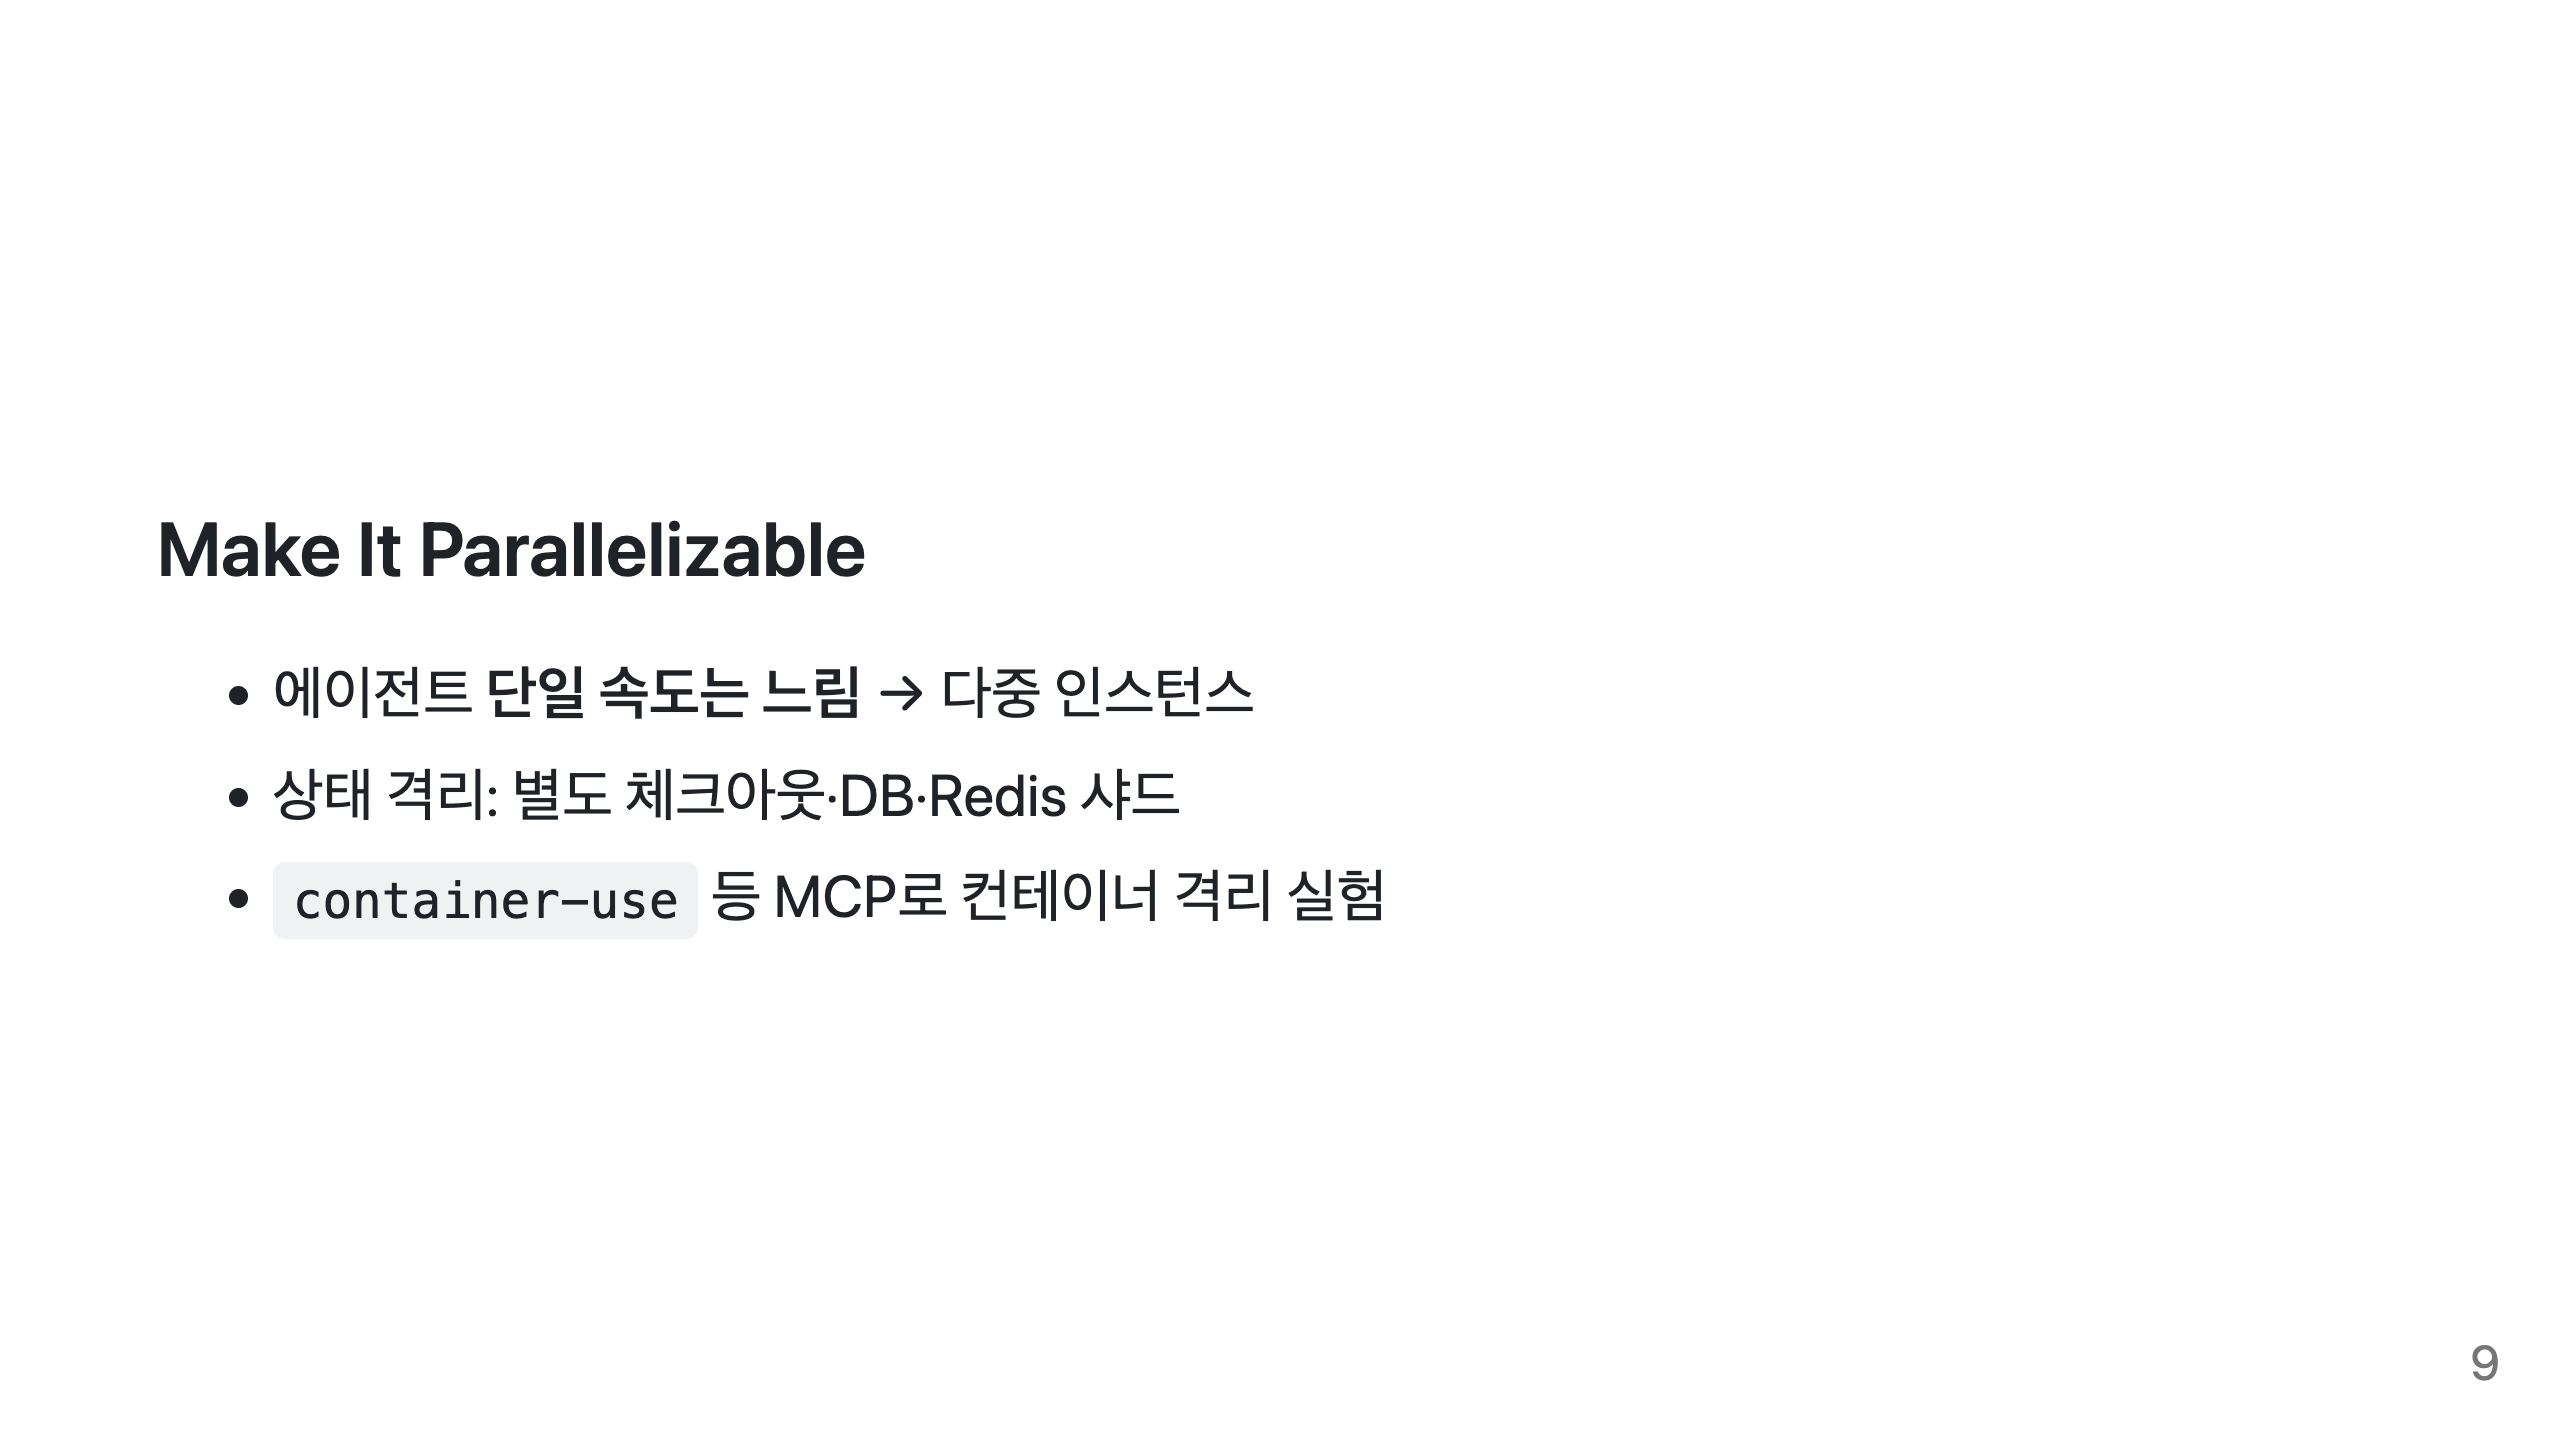 Make It Parallelizable
에이전트 단일 속도는 느림 → 다중 인스턴스
상태 격리: 별도 체크아웃·DB·Redis 샤드
container-use 등 MCP로 컨테이너 격리 실험
9